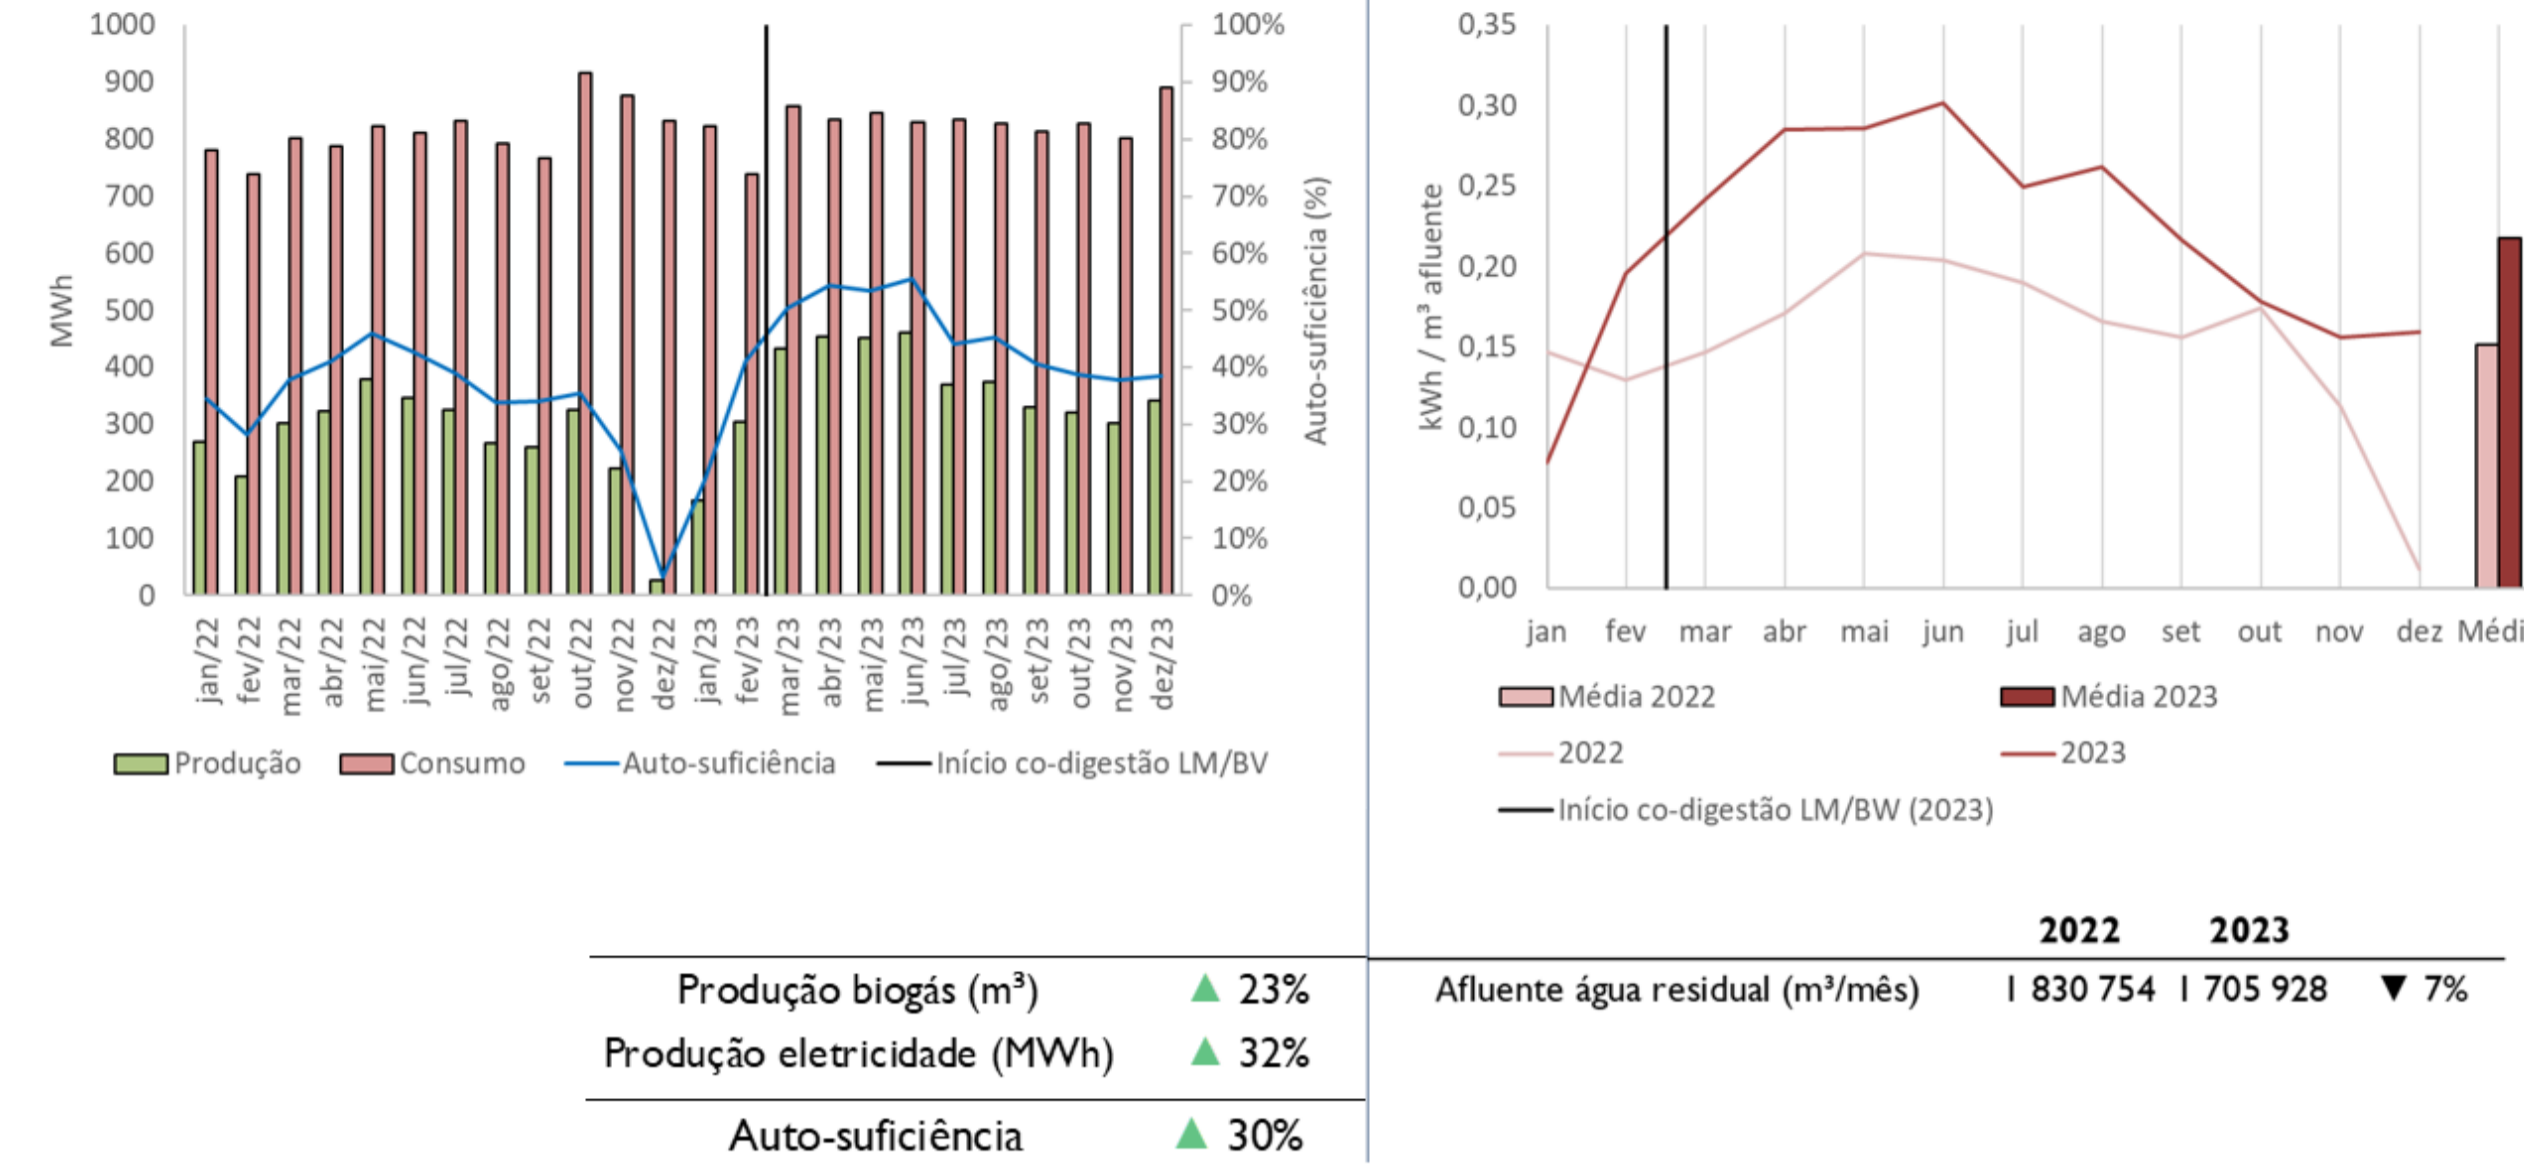 1000
900
800
700
600
500
400
300
200
100
0
MWh
100%
90%
80%
70%
60%
50%
40%
30%
20%
10%
0%
Auto-suficiência (%)
jan/22
fev/22
mar/22
abr/22
mai/22
jun/22
jul/22
ago/22
set/22
out/22
nov/22
dez/22
jan/23
fev/23
mar/23
abr/23
mai/23
jun/23
jul/23
ago/23
set/23
out/23
nov/23
dez/23
Produção Consumo Auto-suficiência Início co-digestão LM/BV
0,35
0,30
0,25
0,20
0,15
0,10
0,05
0,00
kWh / m³ afluente
jan fev mar abr mai jun jul ago set out nov dez Médi
Média 2022 Média 2023
2022 2023
Início co-digestão LM/BW (2023)
Produção biogás (m³) ▲ 23%
Produção eletricidade (MWh) ▲ 32%
Auto-suficiência ▲ 30%
2022 2023
Afluente água residual (m³/mês) 1 830 754 1 705 928 ▼ 7%